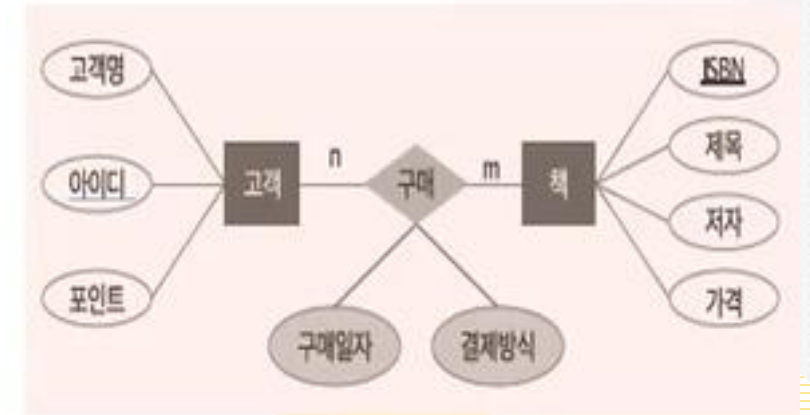 고객명
ISBN
제목
아이디
고객
n
구매
m
책
저자
포인트
가격
구매일자
결제방식